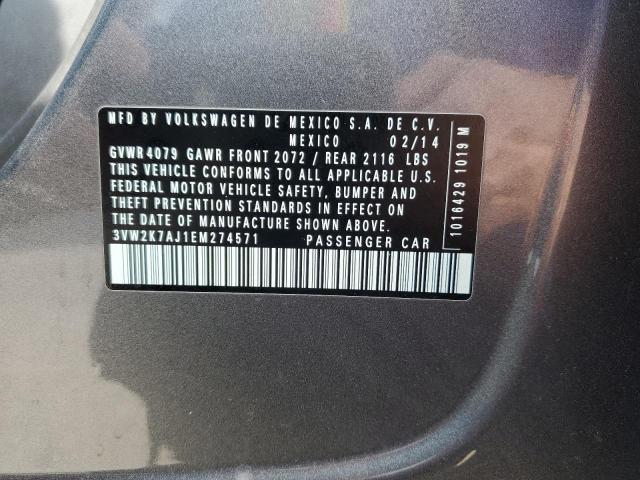 MFD BY VOLKSWAGEN DE MEXICO S.A. DE C.V.
MEXICO 02/14
GVWR4079 GAWR FRONT 2072 / REAR 2116 LBS
THIS VEHICLE CONFORMS TO ALL APPLICABLE U.S.
FEDERAL MOTOR VEHICLE SAFETY, BUMPER AND
THEFT PREVENTION STANDARDS IN EFFECT ON
THE DATE OF MANUFACTURE SHOWN ABOVE.
3VW2K7AJ1EM274571 PASSENGER CAR
1016429 1019 M